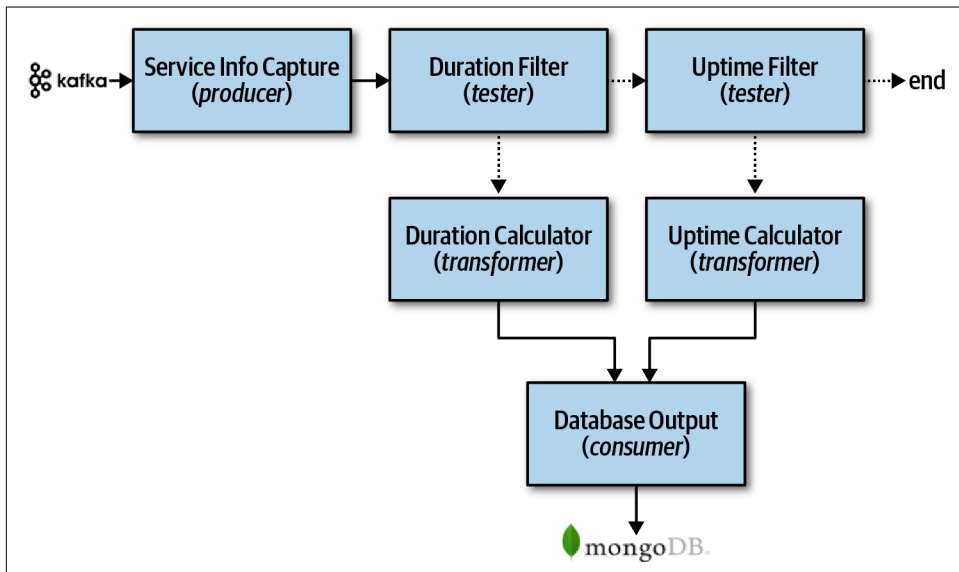 kafka
Service Info Capture
(producer)
Duration Filter
(tester)
Uptime Filter
(tester)
end
Duration Calculator
(transformer)
Uptime Calculator
(transformer)
Database Output
(consumer)
mongoDB.